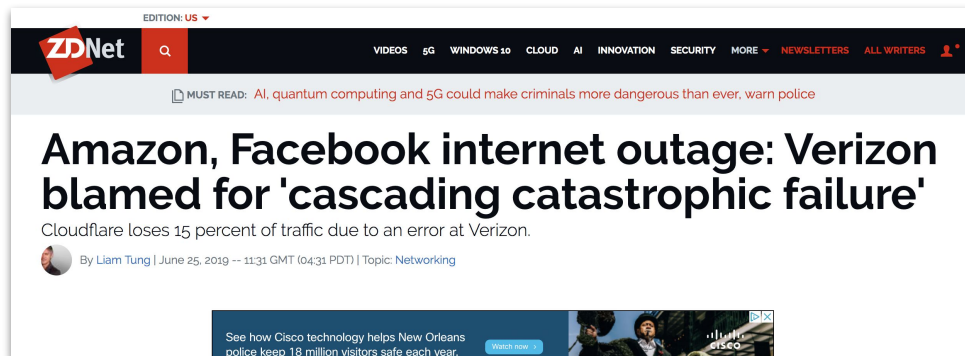 EDITION: US
ZDNet
VIDEOS 5G WINDOWS 10 CLOUD AI INNOVATION SECURITY MORE NEWSLETTERS ALL WRITERS
MUST READ: AI, quantum computing and 5G could make criminals more dangerous than ever, warn police
Amazon, Facebook internet outage: Verizon
blamed for 'cascading catastrophic failure'
Cloudflare loses 15 percent of traffic due to an error at Verizon.
By Liam Tung | June 25, 2019 -- 11:31 GMT (04:31 PDT) | Topic: Networking
See how Cisco technology helps New Orleans
police keep 18 million visitors safe each year.
Watch now
CISCO